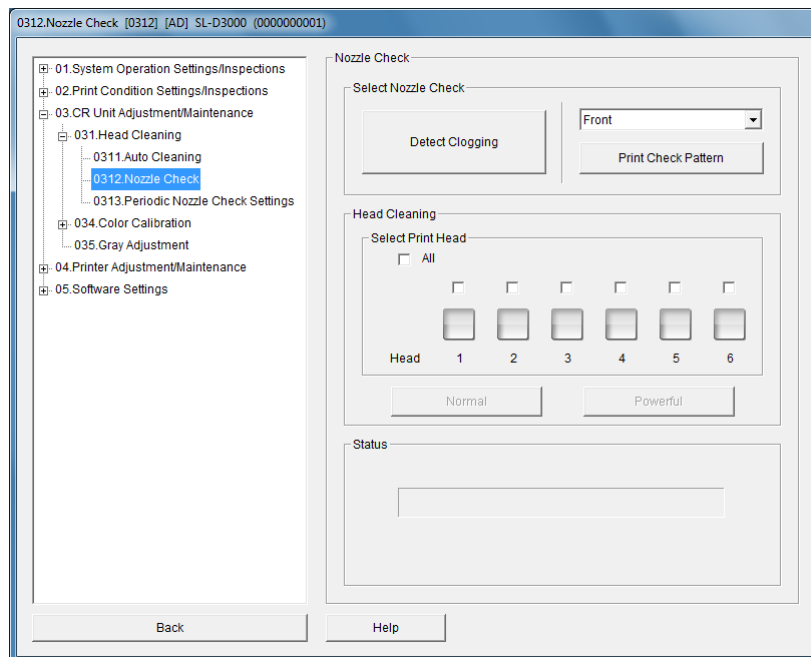 0312.Nozzle Check [0312] [AD] SL-D3000 (0000000001)
01.System Operation Settings/Inspections
02.Print Condition Settings/Inspections
03.CR Unit Adjustment/Maintenance
031.Head Cleaning
0311.Auto Cleaning
0312.Nozzle Check
0313.Periodic Nozzle Check Settings
034.Color Calibration
035.Gray Adjustment
04.Printer Adjustment/Maintenance
05.Software Settings
Nozzle Check
Select Nozzle Check
Detect Clogging
Front
Print Check Pattern
Head Cleaning
Select Print Head
All
Head 1 2 3 4 5 6
Normal Powerful
Status
Back Help